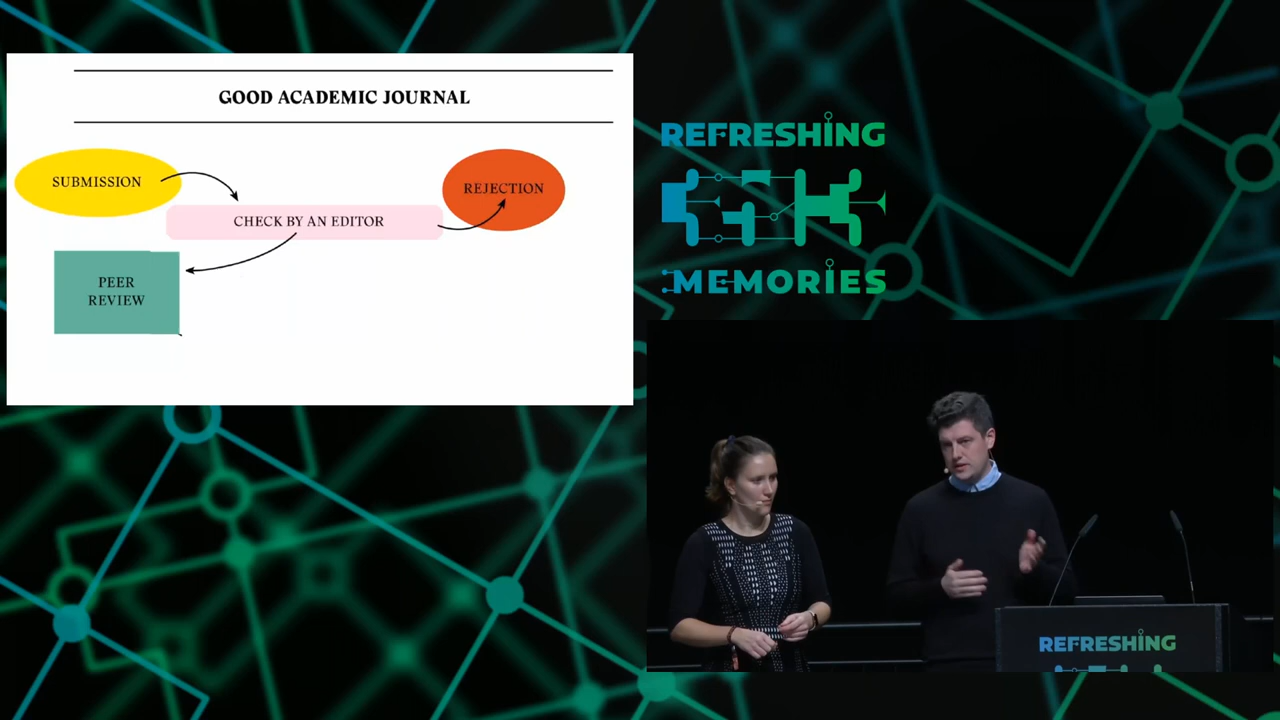 GOOD ACADEMIC JOURNAL
SUBMISSION
REJECTION
CHECK BY AN EDITOR
PEER
REVIEW
REFRESHING
MEMORIES
REFRESHING